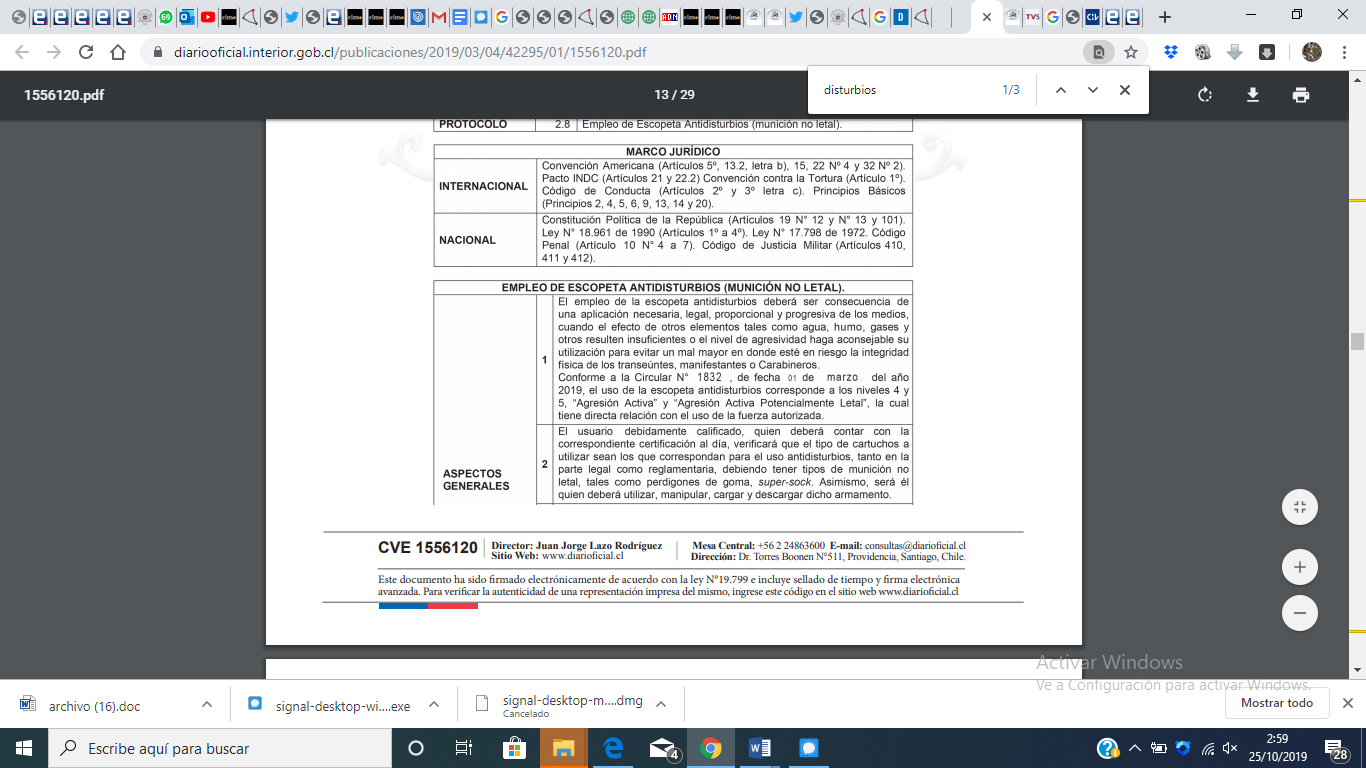 69
diariooficial.interior.gob.cl/publicaciones/2019/03/04/42295/01/1556120.pdf
disturbios 1/3
1556120.pdf 13 / 29
PROTOCOLO 2.8 Empleo de Escopeta Antidisturbios (munición no letal).
MARCO JURÍDICO
INTERNACIONAL
Convención Americana (Artículos 5º, 13.2, letra b), 15, 22 Nº 4 y 32 Nº 2).
Pacto INDC (Artículos 21 y 22.2) Convención contra la Tortura (Artículo 1º).
Código de Conducta (Artículos 2º y 3º letra c). Principios Básicos
(Principios 2, 4, 5, 6, 9, 13, 14 y 20).
NACIONAL
Constitución Política de la República (Artículos 19 N° 12 y N° 13 y 101).
Ley N° 18.961 de 1990 (Artículos 1º a 4º). Ley N° 17.798 de 1972. Código
Penal (Artículo 10 N° 4 a 7). Código de Justicia Militar (Artículos 410,
411 y 412).
EMPLEO DE ESCOPETA ANTIDISTURBIOS (MUNICIÓN NO LETAL).
ASPECTOS
GENERALES
1
El empleo de la escopeta antidisturbios deberá ser consecuencia de
una aplicación necesaria, legal, proporcional y progresiva de los medios,
cuando el efecto de otros elementos tales como agua, humo, gases y
otros resulten insuficientes o el nivel de agresividad haga aconsejable su
utilización para evitar un mal mayor en donde esté en riesgo la integridad
física de los transeúntes, manifestantes o Carabineros.
Conforme a la Circular N° 1832 , de fecha 01 de marzo del año
2019, el uso de la escopeta antidisturbios corresponde a los niveles 4 y
5, “Agresión Activa” y “Agresión Activa Potencialmente Letal”, la cual
tiene directa relación con el uso de la fuerza autorizada.
2
El usuario debidamente calificado, quien deberá contar con la
correspondiente certificación al día, verificará que el tipo de cartuchos a
utilizar sean los que correspondan para el uso antidisturbios, tanto en la
parte legal como reglamentaria, debiendo tener tipos de munición no
letal, tales como perdigones de goma, super-sock. Asimismo, será él
quien deberá utilizar, manipular, cargar y descargar dicho armamento.
CVE 1556120
Director: Juan Jorge Lazo Rodríguez
Sitio Web: www.diarioficial.cl
Mesa Central: +56 2 24863600 E-mail: consultas@diarioficial.cl
Dirección: Dr. Torres Boonen N°511, Providencia, Santiago, Chile.
Este documento ha sido firmado electrónicamente de acuerdo con la ley N°19.799 e incluye sellado de tiempo y firma electrónica
avanzada. Para verificar la autenticidad de una representación impresa del mismo, ingrese este código en el sitio web www.diarioficial.cl
Activar Windows
Ve a Configuración para activar Windows.
archivo (16).doc
signal-desktop-wi....exe
signal-desktop-m....dmg
Cancelado
Mostrar todo
Escribe aquí para buscar
4
2:59
25/10/2019
28